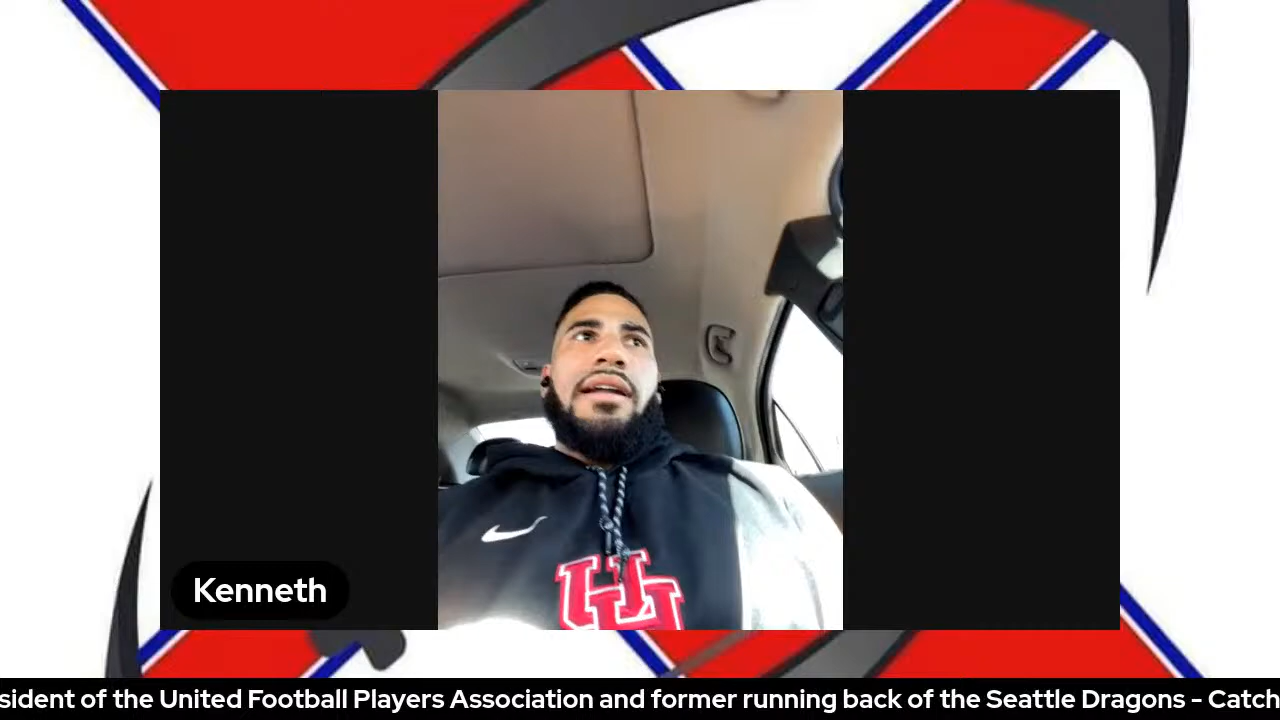 UH
Kenneth
sident of the United Football Players Association and former running back of the Seattle Dragons - Catch